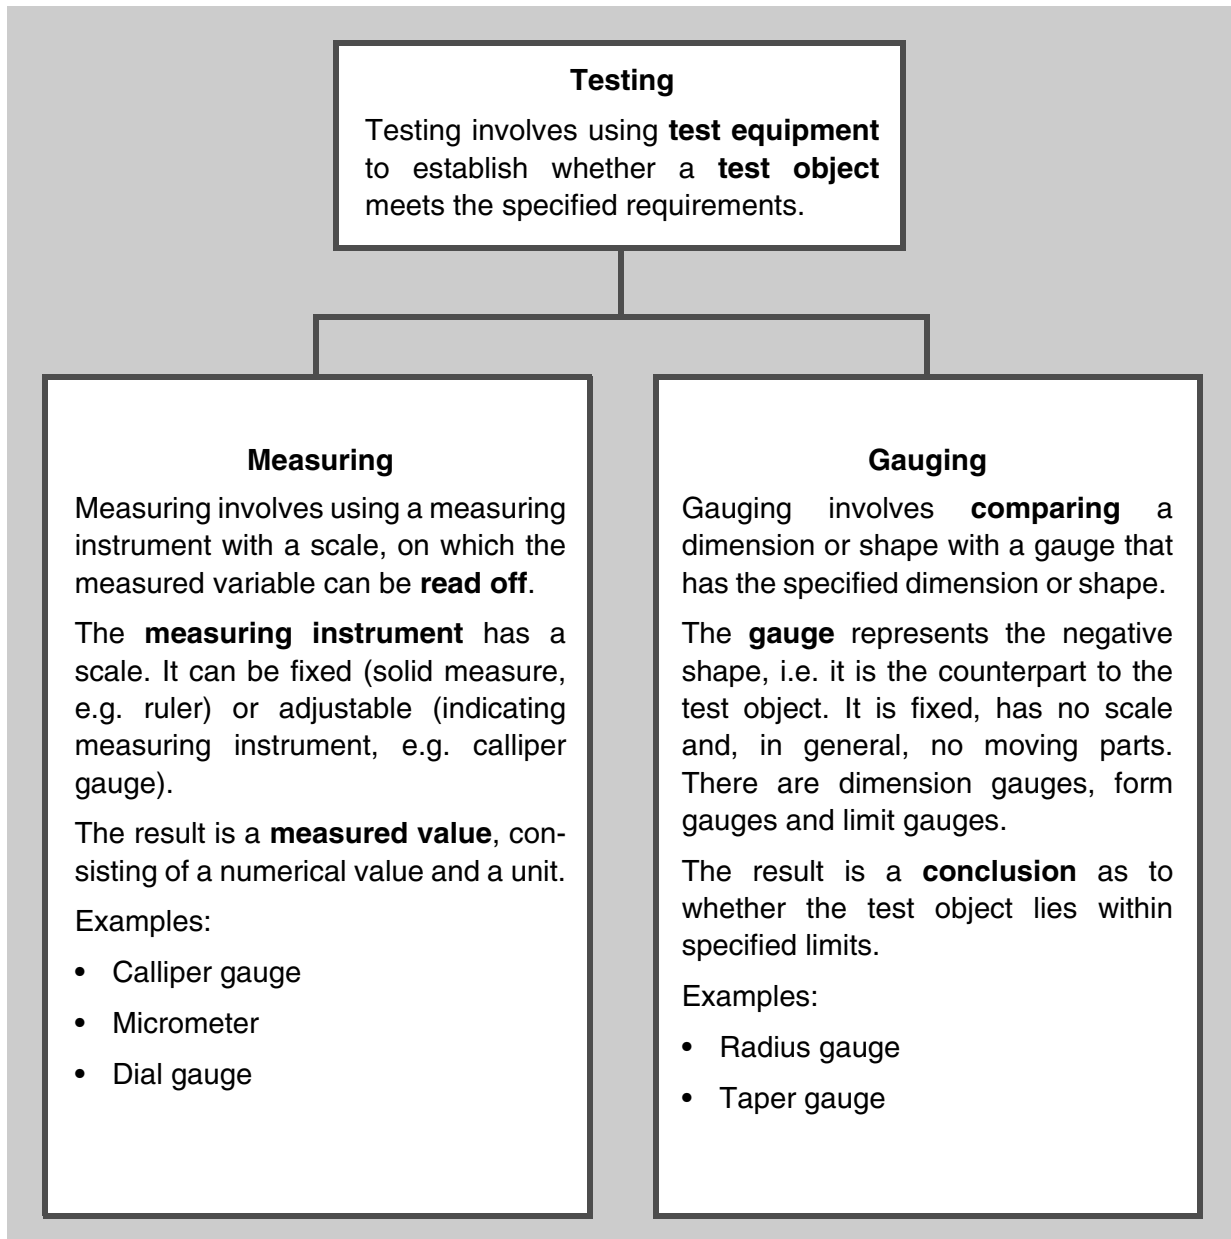 Testing
Testing involves using test equipment
to establish whether a test object
meets the specified requirements.
Measuring
Measuring involves using a measuring
instrument with a scale, on which the
measured variable can be read off.
The measuring instrument has a
scale. It can be fixed (solid measure,
e.g. ruler) or adjustable (indicating
measuring instrument, e.g. calliper
gauge).
The result is a measured value, con-
sisting of a numerical value and a unit.
Examples:
• Calliper gauge
• Micrometer
• Dial gauge
Gauging
Gauging involves comparing a
dimension or shape with a gauge that
has the specified dimension or shape.
The gauge represents the negative
shape, i.e. it is the counterpart to the
test object. It is fixed, has no scale
and, in general, no moving parts.
There are dimension gauges, form
gauges and limit gauges.
The result is a conclusion as to
whether the test object lies within
specified limits.
Examples:
• Radius gauge
• Taper gauge